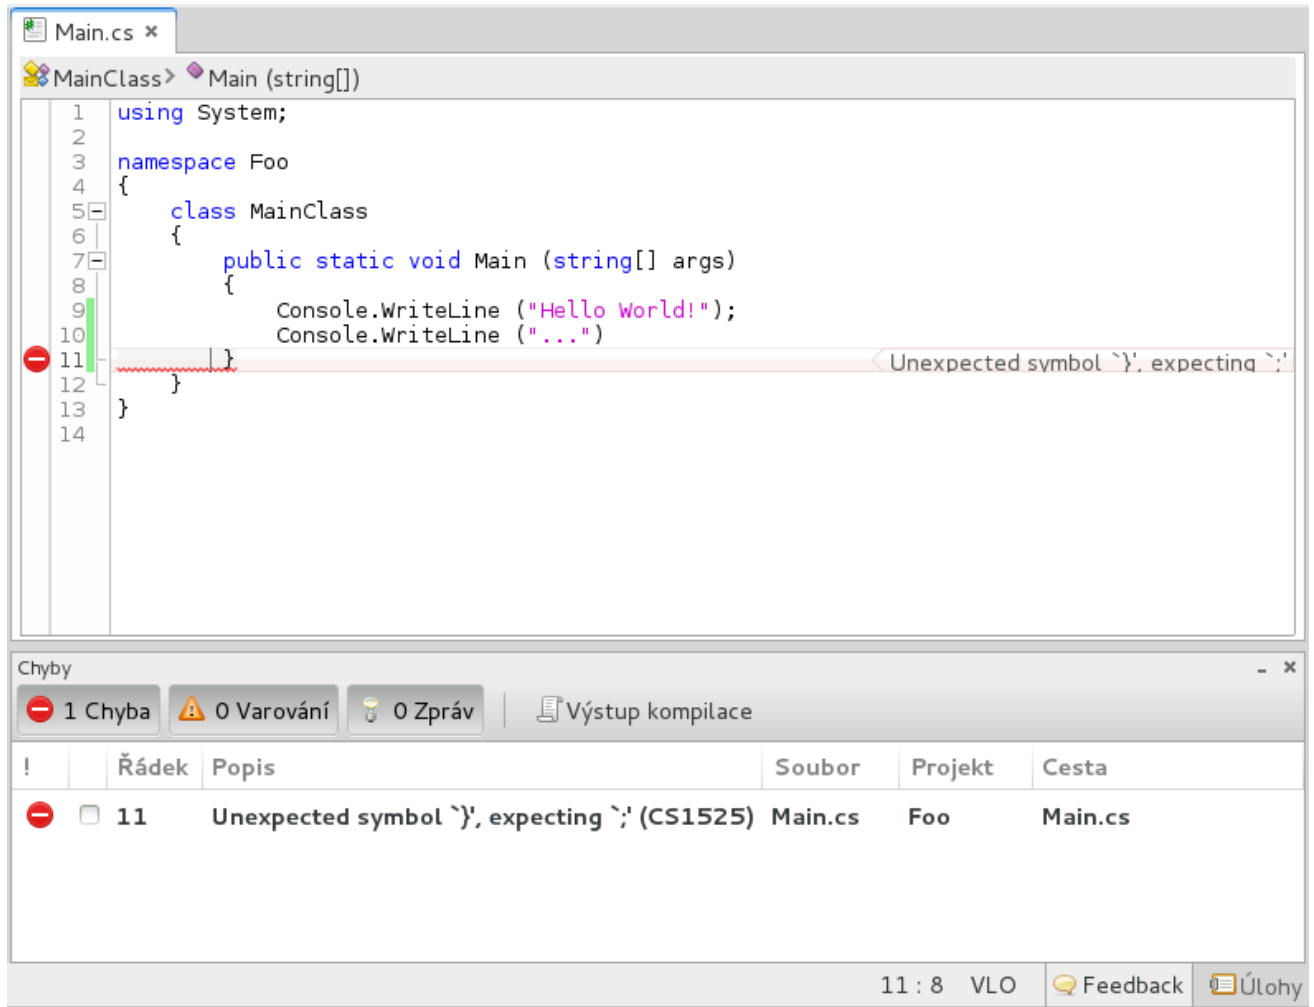 Main.cs ×
MainClass> Main (string[])
1 using System;
2
3 namespace Foo
4 {
5 class MainClass
6 {
7 public static void Main (string[] args)
8 {
9 Console.WriteLine ("Hello World!");
10 Console.WriteLine ("...")
11 } Unexpected symbol `}', expecting `;'
12 }
13 }
14
Chyby
1 Chyba 0 Varování 0 Zpráv Výstup kompilace
! Řádek Popis Soubor Projekt Cesta
11 Unexpected symbol `}', expecting `;' (CS1525) Main.cs Foo Main.cs
11 : 8 VLO Feedback Úlohy